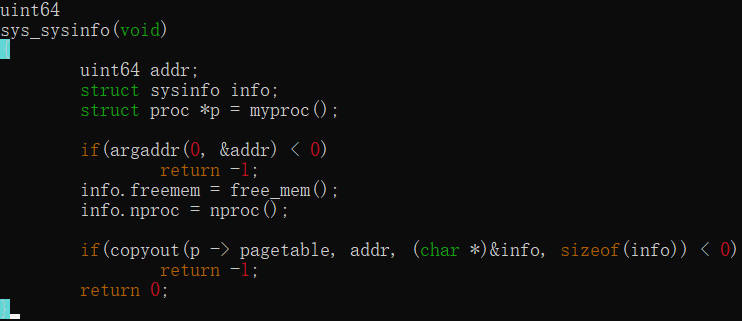 uint64
sys_sysinfo(void)
{
        uint64 addr;
        struct sysinfo info;
        struct proc *p = myproc();

        if(argaddr(0, &addr) < 0)
                return -1;
        info.freemem = free_mem();
        info.nproc = nproc();

        if(copyout(p -> pagetable, addr, (char *)&info, sizeof(info)) < 0)
                return -1;
        return 0;
}